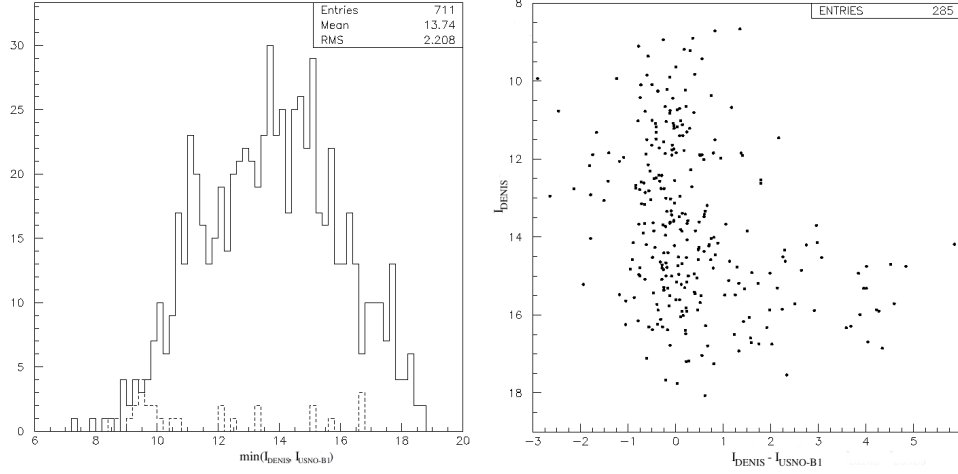 Entries 711
Mean 13.74
RMS 2.208
30
25
20
15
10
5
0
6 8 10 12 14 16 18 20
min(I_DENIS, I_USNO-B1)
ENTRIES 285
8
10
12
14
16
18
I_DENIS
-3 -2 -1 0 1 2 3 4 5
I_DENIS - I_USNO-B1